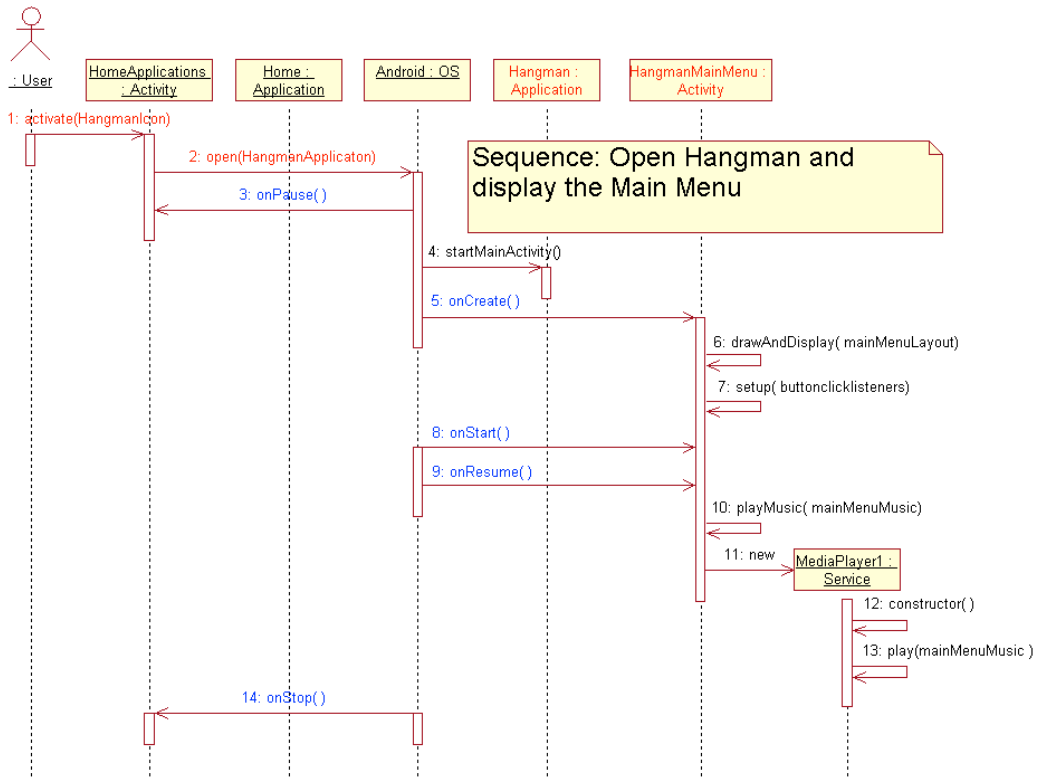 : User
HomeApplications
: Activity
Home :
Application
Android : OS
Hangman :
Application
HangmanMainMenu :
Activity
1: activate(HangmanIcon)
2: open(HangmanApplicaton)
Sequence: Open Hangman and
display the Main Menu
3: onPause( )
4: startMainActivity()
5: onCreate( )
6: drawAndDisplay( mainMenuLayout)
7: setup( buttonclicklisteners)
8: onStart( )
9: onResume( )
10: playMusic( mainMenuMusic)
11: new
MediaPlayer1 :
Service
12: constructor( )
13: play(mainMenuMusic )
14: onStop( )